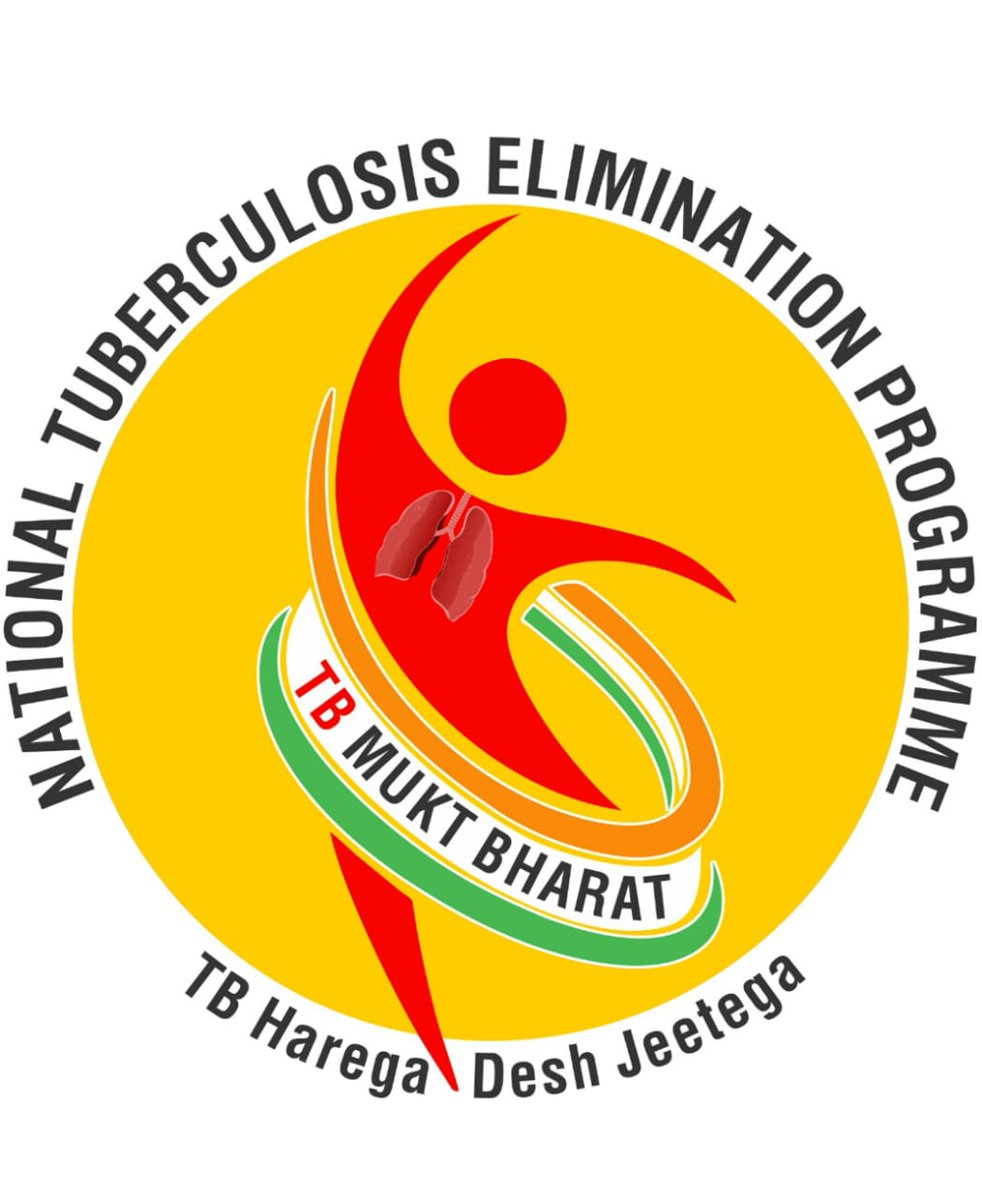 NATIONAL TUBERCULOSIS ELIMINATION PROGRAMME
TB MUKT BHARAT
TB Harega Desh Jeetega